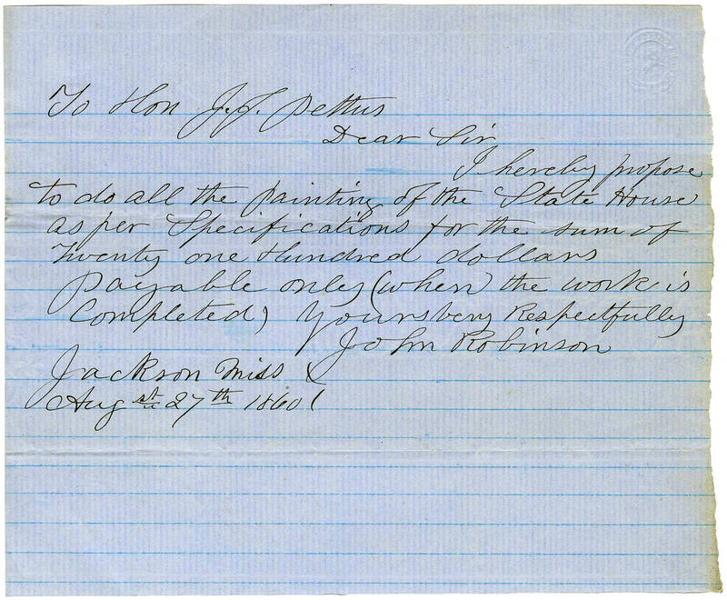 To Hon J. J. Pettus
Dear Sir
I hereby propose
to do all the painting of the State House
as per Specifications for the sum of
Twenty one Hundred dollars
payable only (when the work is
Completed) Yours very Respectfully
John Robinson
Jackson Miss
Augst 27th 1860